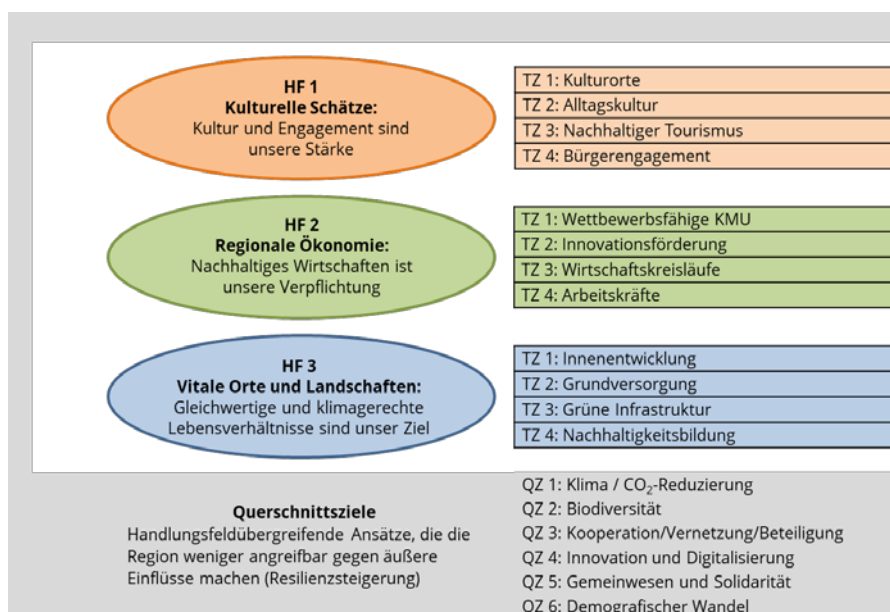 HF 1
Kulturelle Schätze:
Kultur und Engagement sind
unsere Stärke
TZ 1: Kulturorte
TZ 2: Alltagskultur
TZ 3: Nachhaltiger Tourismus
TZ 4: Bürgerengagement
HF 2
Regionale Ökonomie:
Nachhaltiges Wirtschaften ist
unsere Verpflichtung
TZ 1: Wettbewerbsfähige KMU
TZ 2: Innovationsförderung
TZ 3: Wirtschaftskreisläufe
TZ 4: Arbeitskräfte
HF 3
Vitale Orte und Landschaften:
Gleichwertige und klimagerechte
Lebensverhältnisse sind unser Ziel
TZ 1: Innenentwicklung
TZ 2: Grundversorgung
TZ 3: Grüne Infrastruktur
TZ 4: Nachhaltigkeitsbildung
Querschnittsziele
Handlungsfeldübergreifende Ansätze, die die
Region weniger angreifbar gegen äußere
Einflüsse machen (Resilienzsteigerung)
QZ 1: Klima / CO₂-Reduzierung
QZ 2: Biodiversität
QZ 3: Kooperation/Vernetzung/Beteiligung
QZ 4: Innovation und Digitalisierung
QZ 5: Gemeinwesen und Solidarität
QZ 6: Demografischer Wandel